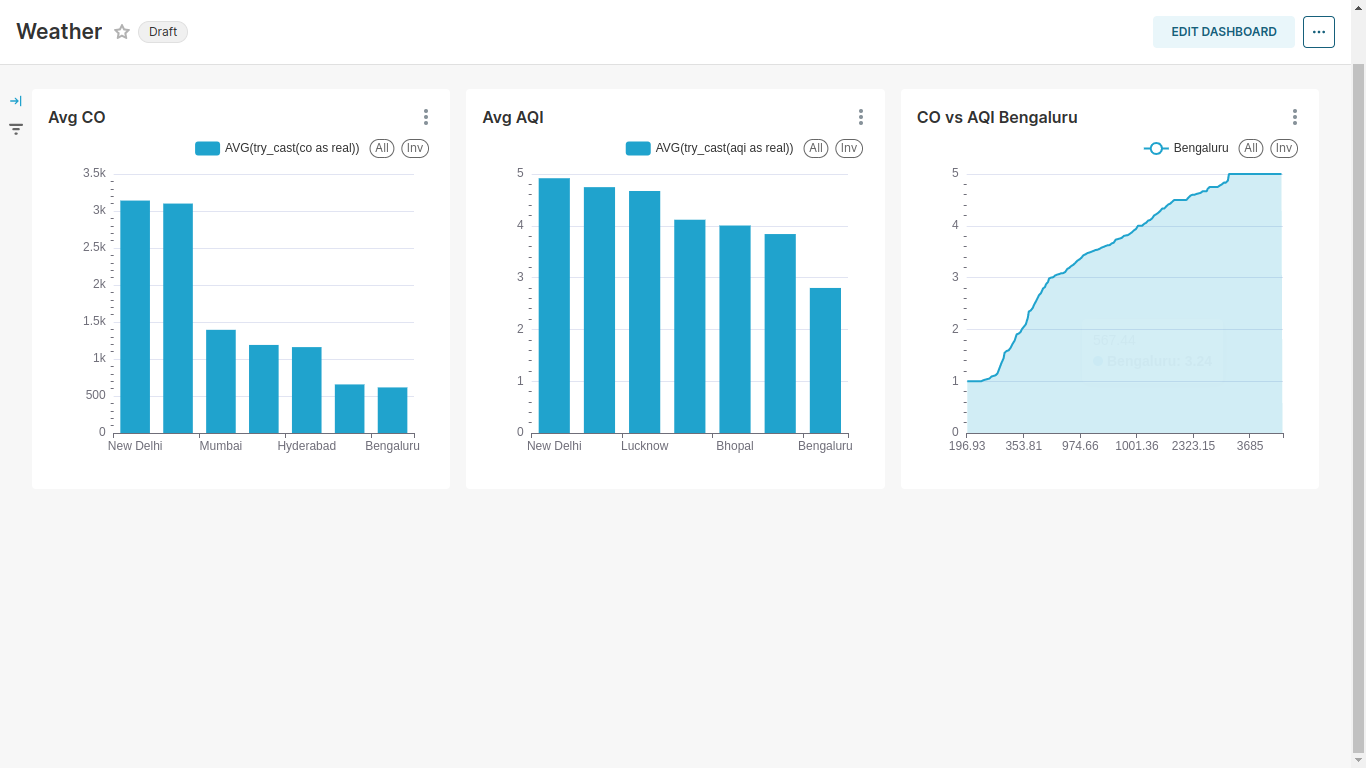 Weather
Draft
EDIT DASHBOARD
...
Avg CO
AVG(try_cast(co as real))
All
Inv
3.5k
3k
2.5k
2k
1.5k
1k
500
0
New Delhi
Mumbai
Hyderabad
Bengaluru
Avg AQI
AVG(try_cast(aqi as real))
All
Inv
5
4
3
2
1
0
New Delhi
Lucknow
Bhopal
Bengaluru
CO vs AQI Bengaluru
Bengaluru
All
Inv
5
4
3
2
1
0
Bengaluru: 3.24
196.93
353.81
974.66
1001.36
2323.15
3685